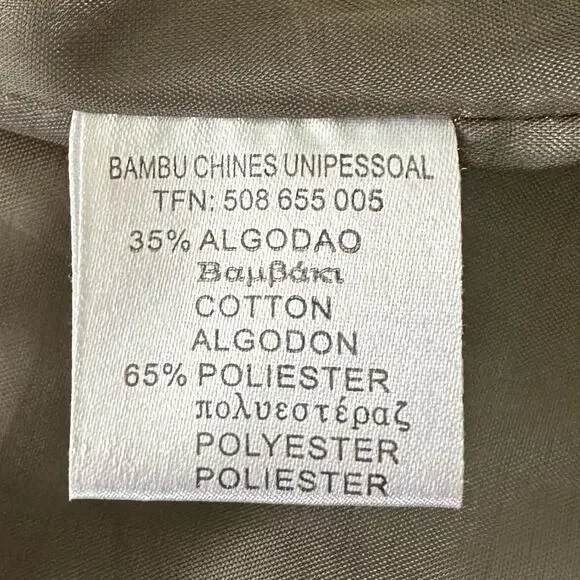 BAMBU CHINES UNIPESSOAL
TFN: 508 655 005
35% ALGODAO
Βαμβάκι
COTTON
ALGODON
65% POLIESTER
πολυεστέραζ
POLYESTER
POLIESTER